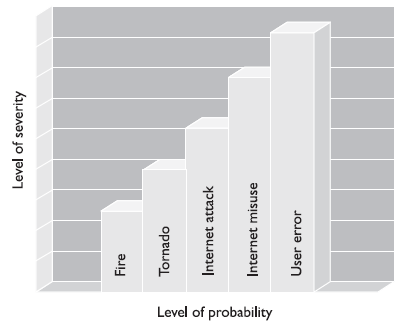 Level of severity
Fire
Tornado
Internet attack
Internet misuse
User error
Level of probability